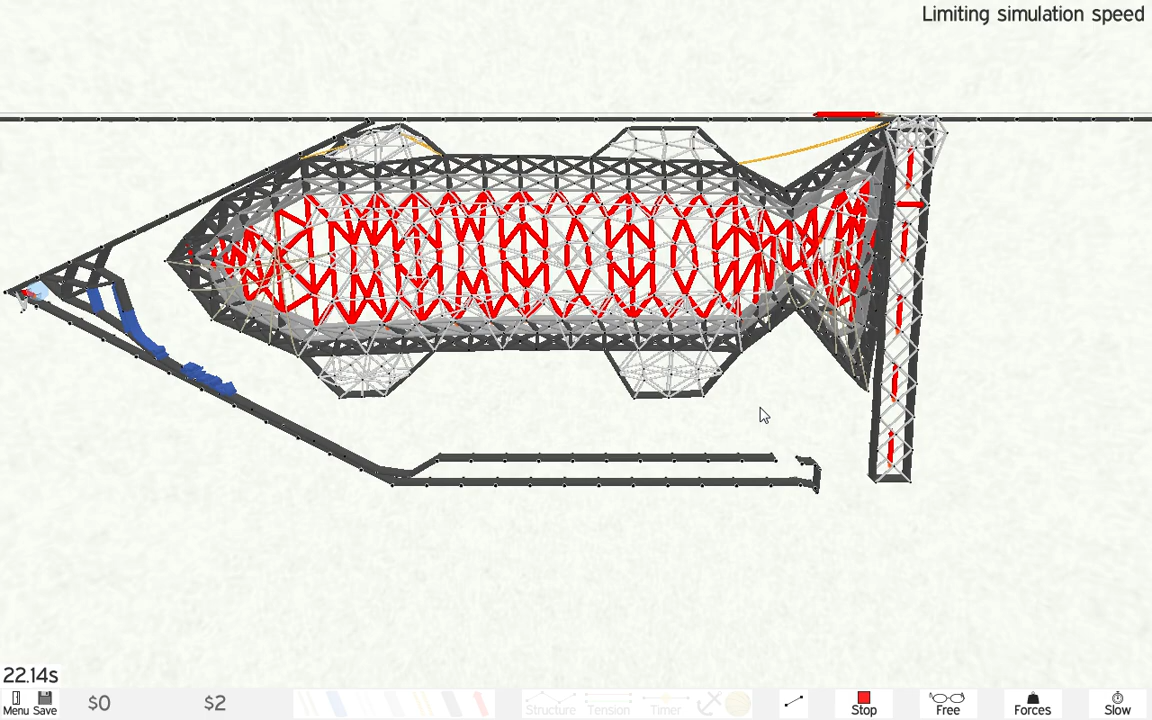 Limiting simulation speed
22.14s
Menu Save $0 $2 Structure Tension Timer Stop Free Forces Slow